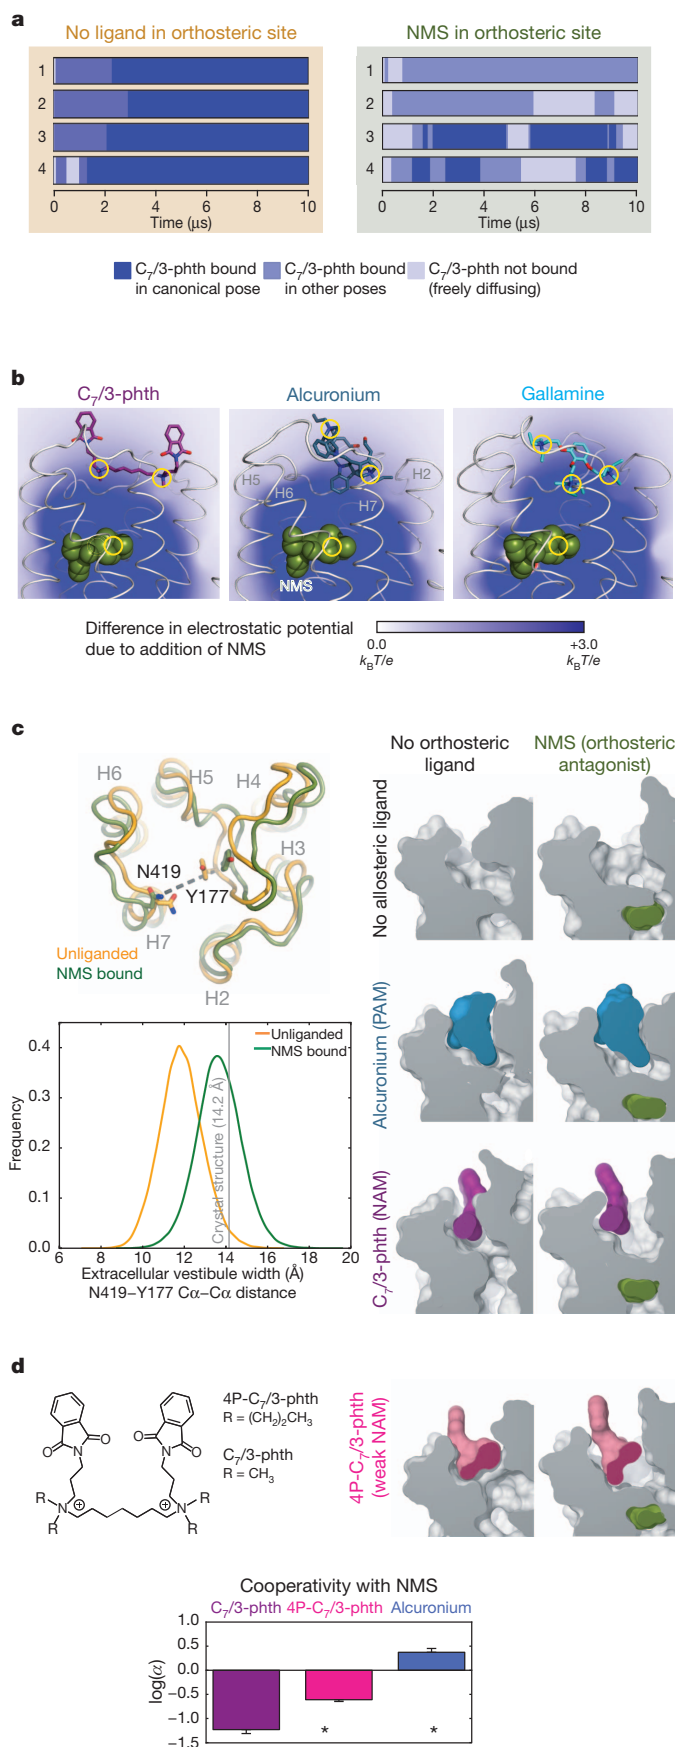 a
No ligand in orthosteric site
NMS in orthosteric site
1
2
3
4
0 2 4 6 8 10
Time (μs)
1
2
3
4
0 2 4 6 8 10
Time (μs)
C7/3-phth bound in canonical pose
C7/3-phth bound in other poses
C7/3-phth not bound (freely diffusing)
b
C7/3-phth
Alcuronium
Gallamine
H5
H6
H7
H2
NMS
Difference in electrostatic potential
due to addition of NMS
0.0
kBT/e
+3.0
kBT/e
c
H6
H5
H4
H3
N419
Y177
H7
H2
Unliganded
NMS bound
No orthosteric
ligand
NMS (orthosteric
antagonist)
No allosteric ligand
Alcuronium (PAM)
C7/3-phth (NAM)
Unliganded
NMS bound
Crystal structure (14.2 Å)
Frequency
0.4
0.3
0.2
0.1
0.0
6 8 10 12 14 16 18 20
Extracellular vestibule width (Å)
N419–Y177 Cα–Cα distance
d
4P-C7/3-phth
R = (CH2)2CH3
C7/3-phth
R = CH3
O
O
O
O
N
N
R
R
N
+
+
N
R
R
4P-C7/3-phth
(weak NAM)
Cooperativity with NMS
C7/3-phth 4P-C7/3-phth Alcuronium
log(α)
1.0
0.5
0.0
−0.5
−1.0
−1.5
*
*